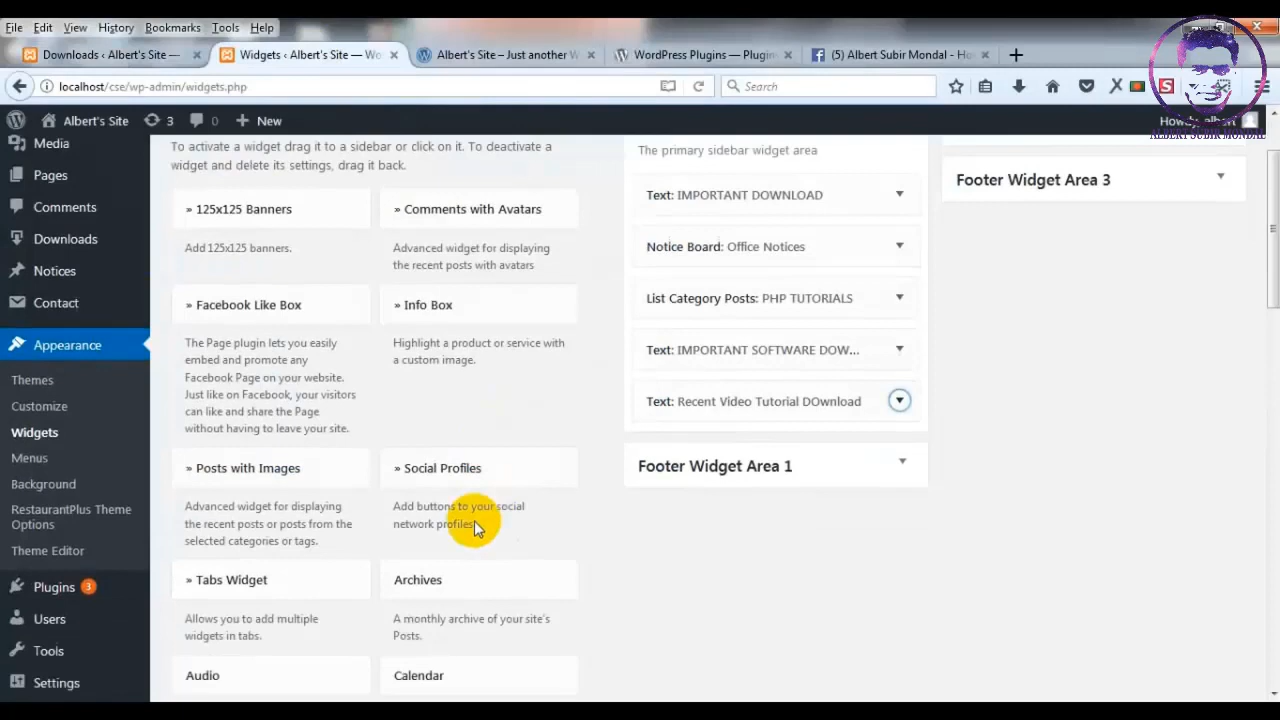 File Edit View History Bookmarks Tools Help
Downloads ‹ Albert's Site —
Widgets ‹ Albert's Site — Wo
Albert's Site – Just another W
WordPress Plugins — Plugin
(5) Albert Subir Mondal - Ho
localhost/cse/wp-admin/widgets.php
Search
Albert's Site 3 0 New
Howdy, albert
ALBERT SUBIR MONDAL
Media
Pages
Comments
Downloads
Notices
Contact
Appearance
Themes
Customize
Widgets
Menus
Background
RestaurantPlus Theme
Options
Theme Editor
Plugins 3
Users
Tools
Settings
To activate a widget drag it to a sidebar or click on it. To deactivate a
widget and delete its settings, drag it back.
» 125x125 Banners
Add 125x125 banners.
» Comments with Avatars
Advanced widget for displaying
the recent posts with avatars
» Facebook Like Box
The Page plugin lets you easily
embed and promote any
Facebook Page on your website.
Just like on Facebook, your visitors
can like and share the Page
without having to leave your site.
» Info Box
Highlight a product or service with
a custom image.
» Posts with Images
Advanced widget for displaying
the recent posts or posts from the
selected categories or tags.
» Social Profiles
Add buttons to your social
network profiles.
» Tabs Widget
Allows you to add multiple
widgets in tabs.
Archives
A monthly archive of your site's
Posts.
Audio
Calendar
The primary sidebar widget area
Text: IMPORTANT DOWNLOAD
Notice Board: Office Notices
List Category Posts: PHP TUTORIALS
Text: IMPORTANT SOFTWARE DOW...
Text: Recent Video Tutorial DOwnload
Footer Widget Area 1
Footer Widget Area 3